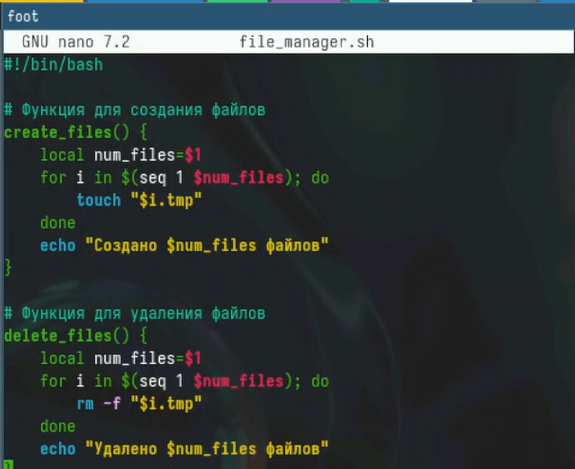 foot
GNU nano 7.2 file_manager.sh
#!/bin/bash
# Функция для создания файлов
create_files() {
local num_files=$1
for i in $(seq 1 $num_files); do
touch "$i.tmp"
done
echo "Создано $num_files файлов"
}
# Функция для удаления файлов
delete_files() {
local num_files=$1
for i in $(seq 1 $num_files); do
rm -f "$i.tmp"
done
echo "Удалено $num_files файлов"
}